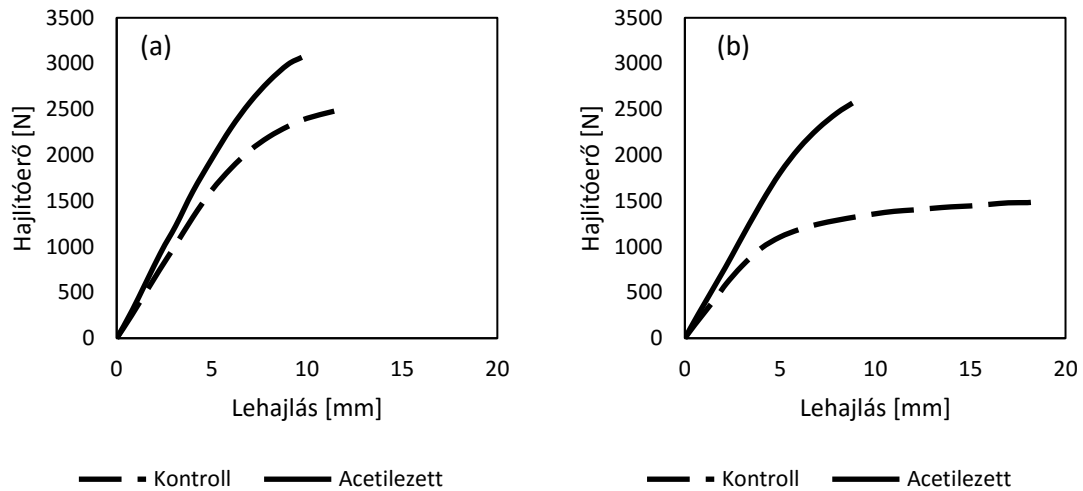 (a)
Hajlítóerő [N]
3500
3000
2500
2000
1500
1000
500
0
0 5 10 15 20
Lehajlás [mm]
Kontroll Acetilezett
(b)
Hajlítóerő [N]
3500
3000
2500
2000
1500
1000
500
0
0 5 10 15 20
Lehajlás [mm]
Kontroll Acetilezett